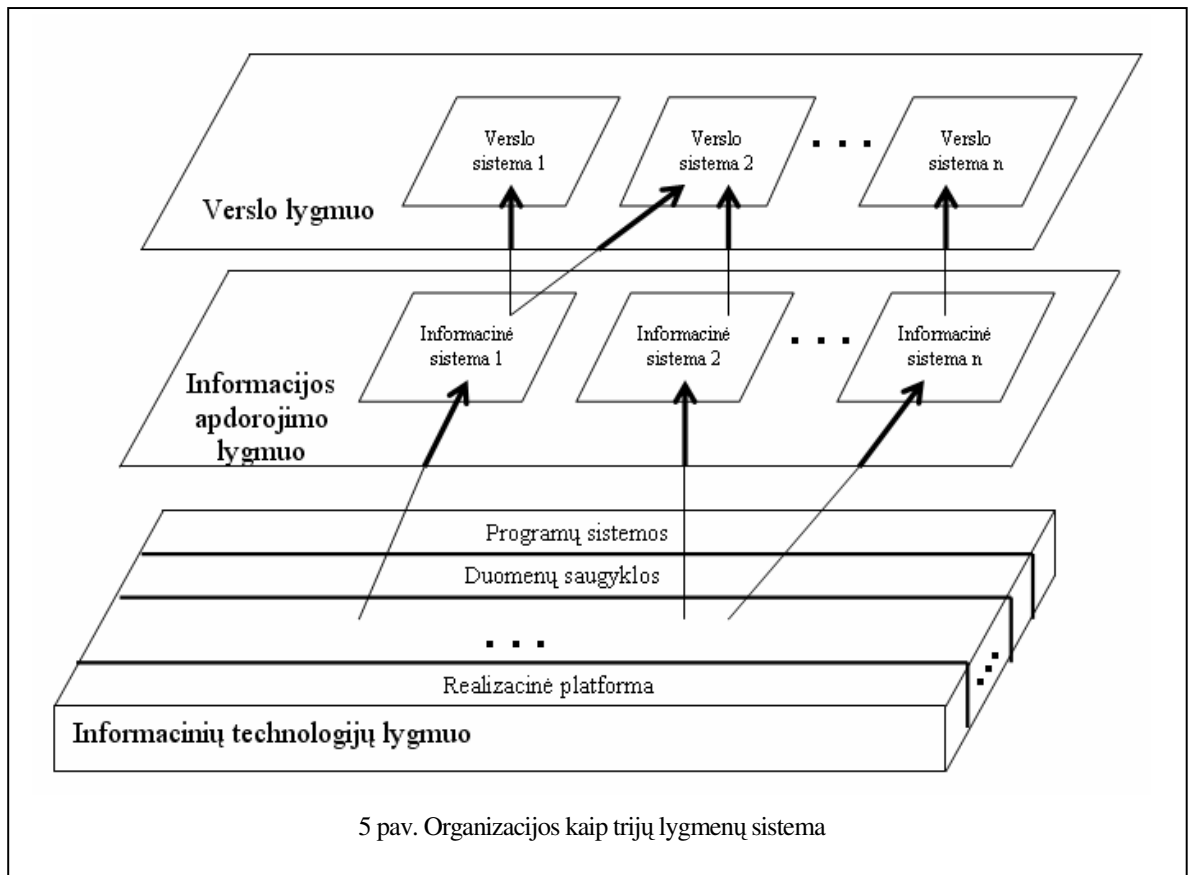 Verslo
sistema 1
Verslo
sistema 2
. . .
Verslo
sistema n
Verslo lygmuo
Informacinė
sistema 1
Informacinė
sistema 2
. . .
Informacinė
sistema n
Informacijos
apdorojimo
lygmuo
Programų sistemos
Duomenų saugyklos
. . .
Realizacinė platforma
. . .
Informacinių technologijų lygmuo
5 pav. Organizacijos kaip trijų lygmenų sistema